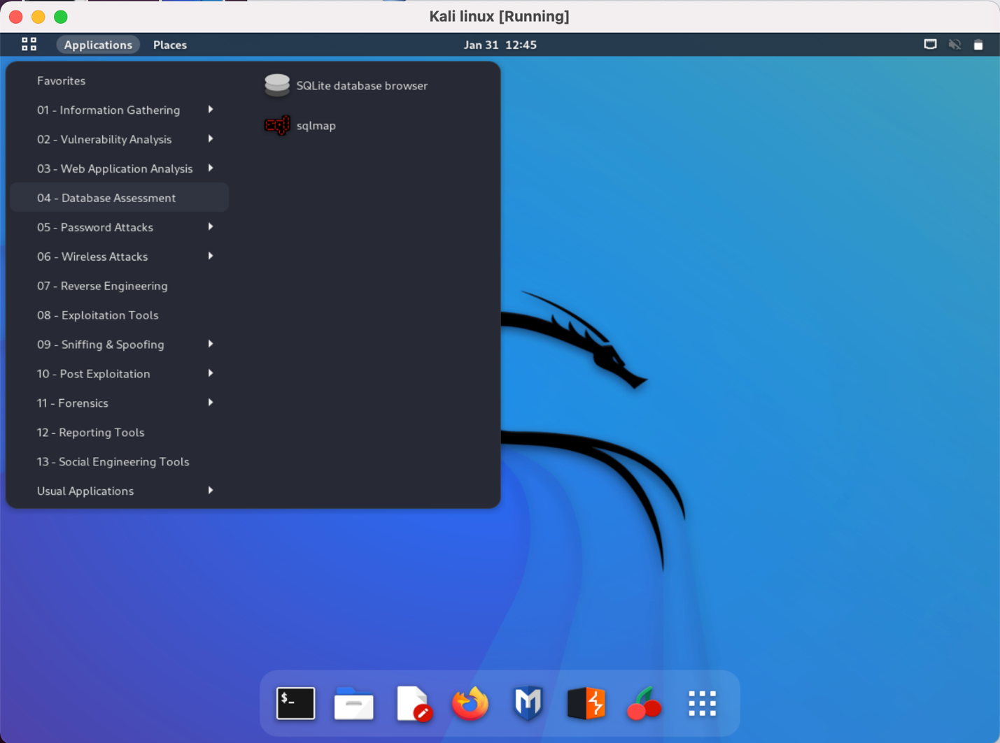 Kali linux [Running]
Applications Places Jan 31 12:45
Favorites
01 - Information Gathering
02 - Vulnerability Analysis
03 - Web Application Analysis
04 - Database Assessment
05 - Password Attacks
06 - Wireless Attacks
07 - Reverse Engineering
08 - Exploitation Tools
09 - Sniffing & Spoofing
10 - Post Exploitation
11 - Forensics
12 - Reporting Tools
13 - Social Engineering Tools
Usual Applications
SQLite database browser
sql sqlmap
$_
M